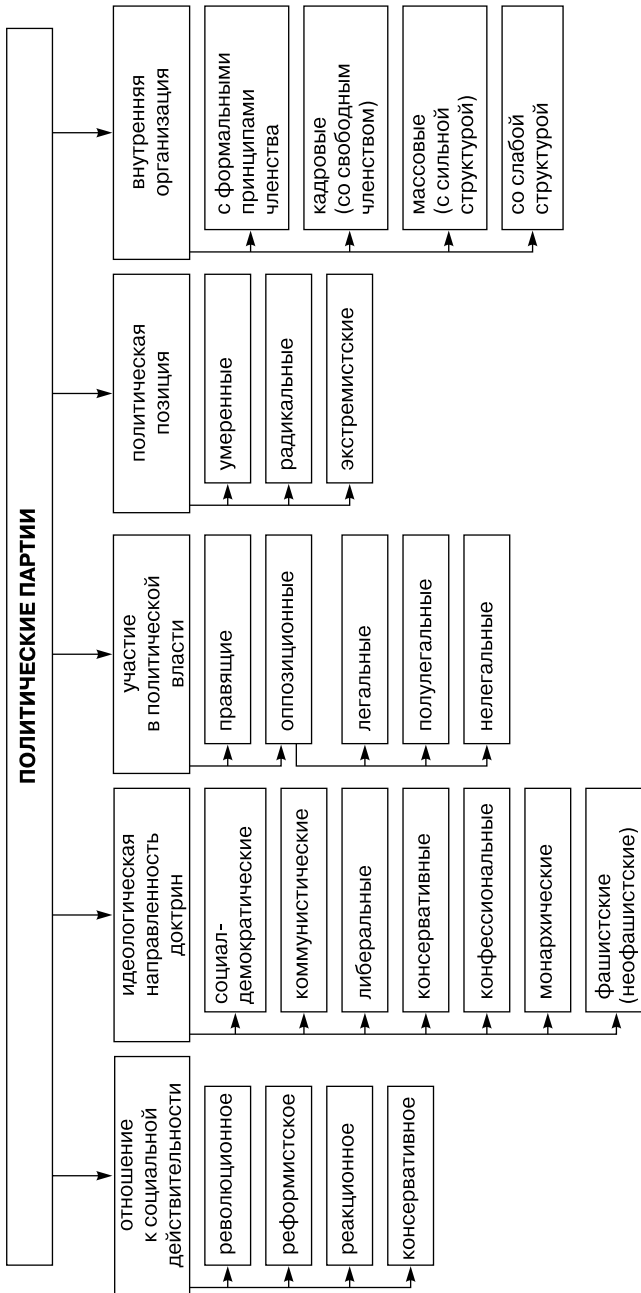 ПОЛИТИЧЕСКИЕ ПАРТИИ
отношение
к социальной
действительности
революционное
реформистское
реакционное
консервативное
идеологическая
направленность
доктрин
социал-
демократические
коммунистические
либеральные
консервативные
конфессиональные
монархические
фашистские
(неофашистские)
участие
в политической
власти
правящие
оппозиционные
легальные
полулегальные
нелегальные
политическая
позиция
умеренные
радикальные
экстремистские
внутренняя
организация
с формальными
принципами
членства
кадровые
(со свободным
членством)
массовые
(с сильной
структурой)
со слабой
структурой